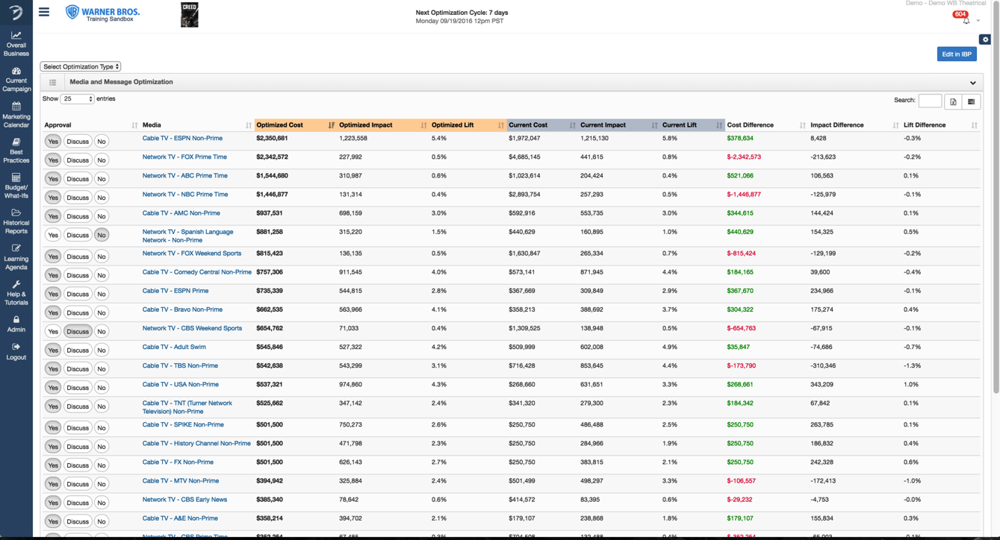 Demo - Demo WB Theatrical
WARNER BROS.
Training Sandbox
CREED
Next Optimization Cycle: 7 days
Monday 09/19/2016 12pm PST
604
Overall
Business
Current
Campaign
Marketing
Calendar
Best
Practices
Budget/
What-Ifs
Historical
Reports
Learning
Agenda
Help &
Tutorials
Admin
Logout
Edit in IBP
Select Optimization Type
Media and Message Optimization
Show 25 entries
Search:
Approval Media Optimized Cost Optimized Impact Optimized Lift Current Cost Current Impact Current Lift Cost Difference Impact Difference Lift Difference
Yes Discuss No Cable TV - ESPN Non-Prime $2,350,681 1,223,558 5.4% $1,972,047 1,215,130 5.8% $378,634 8,428 -0.3%
Yes Discuss No Network TV - FOX Prime Time $2,342,572 227,992 0.5% $4,685,145 441,615 0.8% $-2,342,573 -213,623 -0.2%
Yes Discuss No Network TV - ABC Prime Time $1,544,680 310,987 0.6% $1,023,614 204,424 0.4% $521,066 106,563 0.1%
Yes Discuss No Network TV - NBC Prime Time $1,446,877 131,314 0.4% $2,893,754 257,293 0.5% $-1,446,877 -125,979 -0.1%
Yes Discuss No Cable TV - AMC Non-Prime $937,531 698,159 3.0% $592,916 553,735 3.0% $344,615 144,424 0.1%
Yes Discuss No Network TV - Spanish Language $881,258 315,220 1.5% $440,629 160,895 1.0% $440,629 154,325 0.5%
Network - Non-Prime
Yes Discuss No Network TV - FOX Weekend Sports $815,423 136,135 0.5% $1,630,847 265,334 0.7% $-815,424 -129,199 -0.2%
Yes Discuss No Cable TV - Comedy Central Non-Prime $757,306 911,545 4.0% $573,141 871,945 4.4% $184,165 39,600 -0.4%
Yes Discuss No Cable TV - ESPN Prime $735,339 544,815 2.8% $367,669 309,849 2.9% $367,670 234,966 -0.1%
Yes Discuss No Cable TV - Bravo Non-Prime $662,535 563,966 4.1% $358,213 388,692 3.7% $304,322 175,274 0.4%
Yes Discuss No Network TV - CBS Weekend Sports $654,762 71,033 0.4% $1,309,525 138,948 0.5% $-654,763 -67,915 -0.1%
Yes Discuss No Cable TV - Adult Swim $545,846 527,322 4.2% $509,999 602,008 4.9% $35,847 -74,686 -0.7%
Yes Discuss No Cable TV - TBS Non-Prime $542,638 543,299 3.1% $716,428 853,645 4.4% $-173,790 -310,346 -1.3%
Yes Discuss No Cable TV - USA Non-Prime $537,321 974,860 4.3% $268,660 631,651 3.3% $268,661 343,209 1.0%
Yes Discuss No Cable TV - TNT (Turner Network $525,662 347,142 2.4% $341,320 279,300 2.3% $184,342 67,842 0.1%
Television) Non-Prime
Yes Discuss No Cable TV - SPIKE Non-Prime $501,500 750,273 2.6% $250,750 486,488 2.5% $250,750 263,785 0.1%
Yes Discuss No Cable TV - History Channel Non-Prime $501,500 471,798 2.3% $250,750 284,966 1.9% $250,750 186,832 0.4%
Yes Discuss No Cable TV - FX Non-Prime $501,500 626,143 2.7% $250,750 383,815 2.1% $250,750 242,328 0.6%
Yes Discuss No Cable TV - MTV Non-Prime $394,942 325,884 2.4% $501,499 498,297 3.3% $-106,557 -172,413 -1.0%
Yes Discuss No Network TV - CBS Early News $385,340 78,642 0.6% $414,572 83,395 0.6% $-29,232 -4,753 -0.0%
Yes Discuss No Cable TV - A&E Non-Prime $358,214 394,702 2.1% $179,107 238,868 1.8% $179,107 155,834 0.3%
Network TV - CBS Prime Time